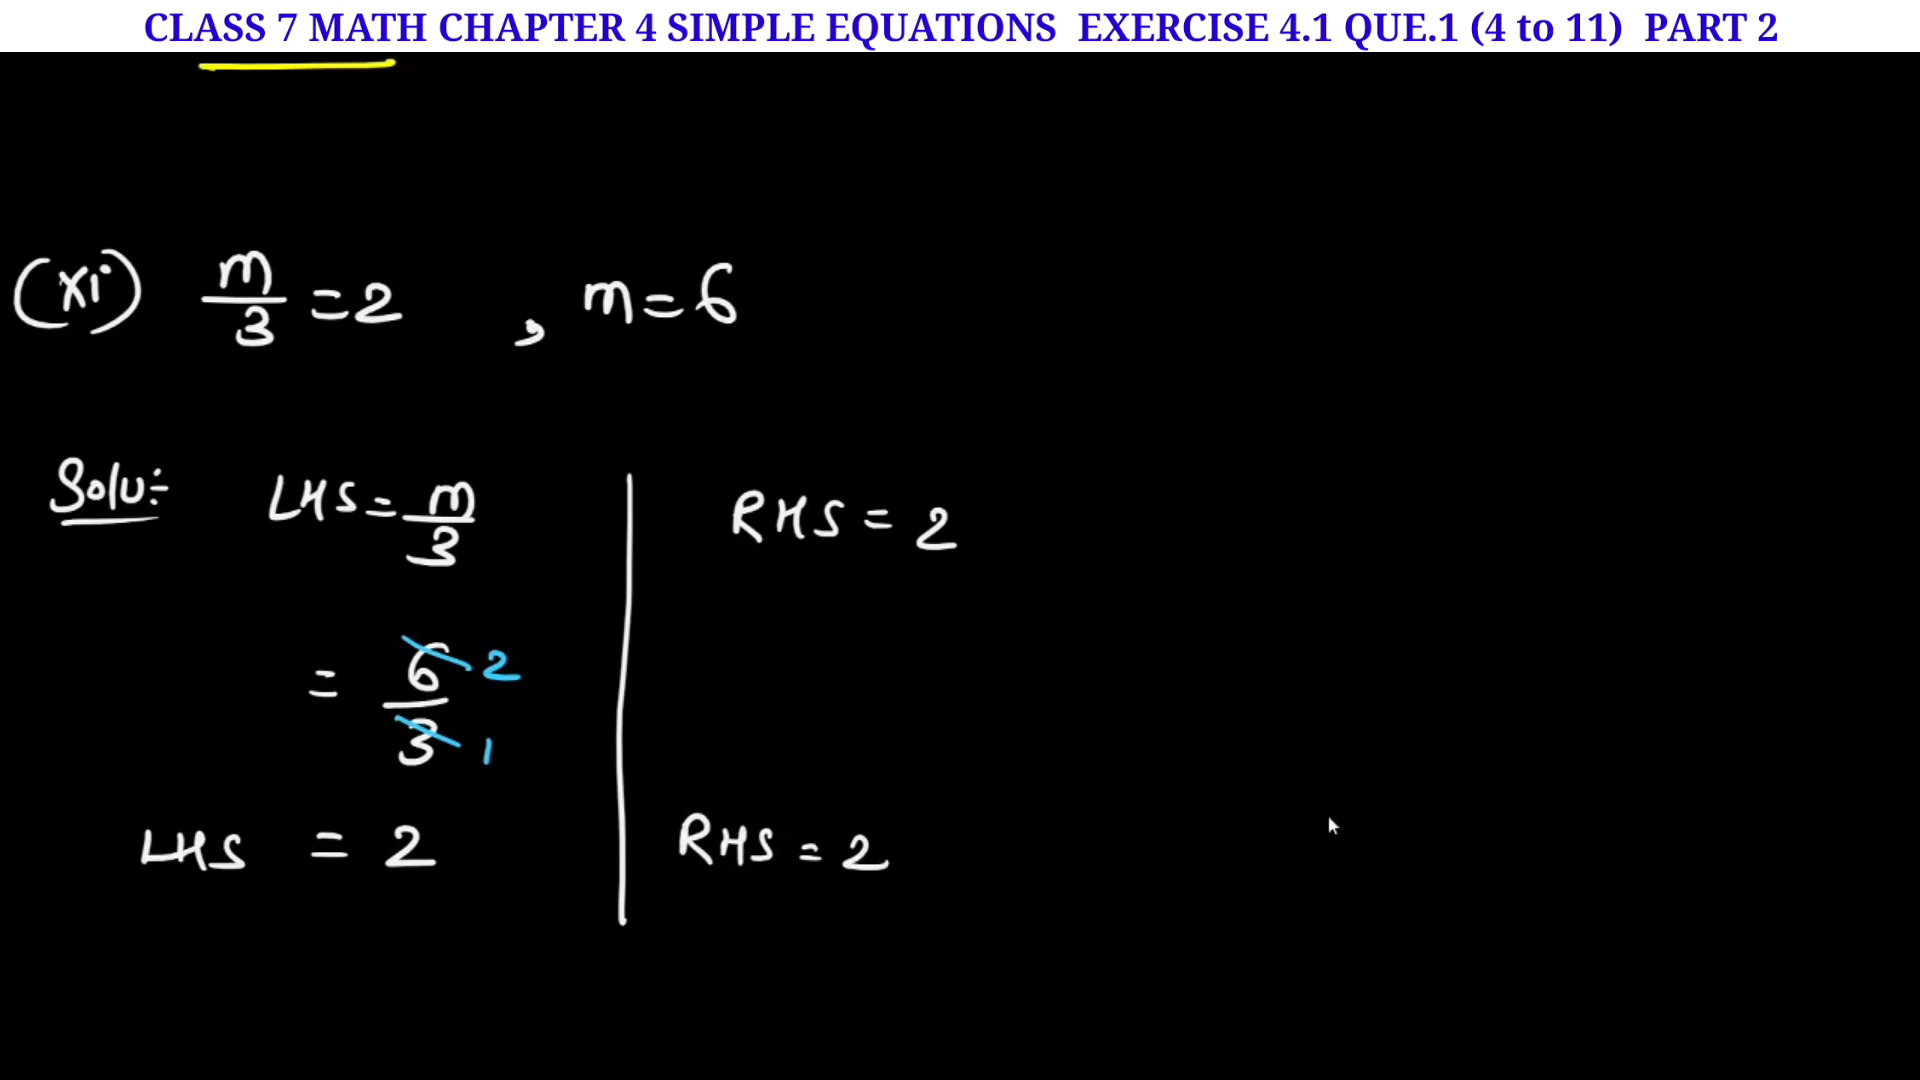 CLASS 7 MATH CHAPTER 4 SIMPLE EQUATIONS EXERCISE 4.1 QUE.1 (4 to 11) PART 2
(xi) m/3 = 2 , m = 6
Solu:- LHS = m/3 RHS = 2
= 6/3 2 1
LHS = 2 RHS = 2